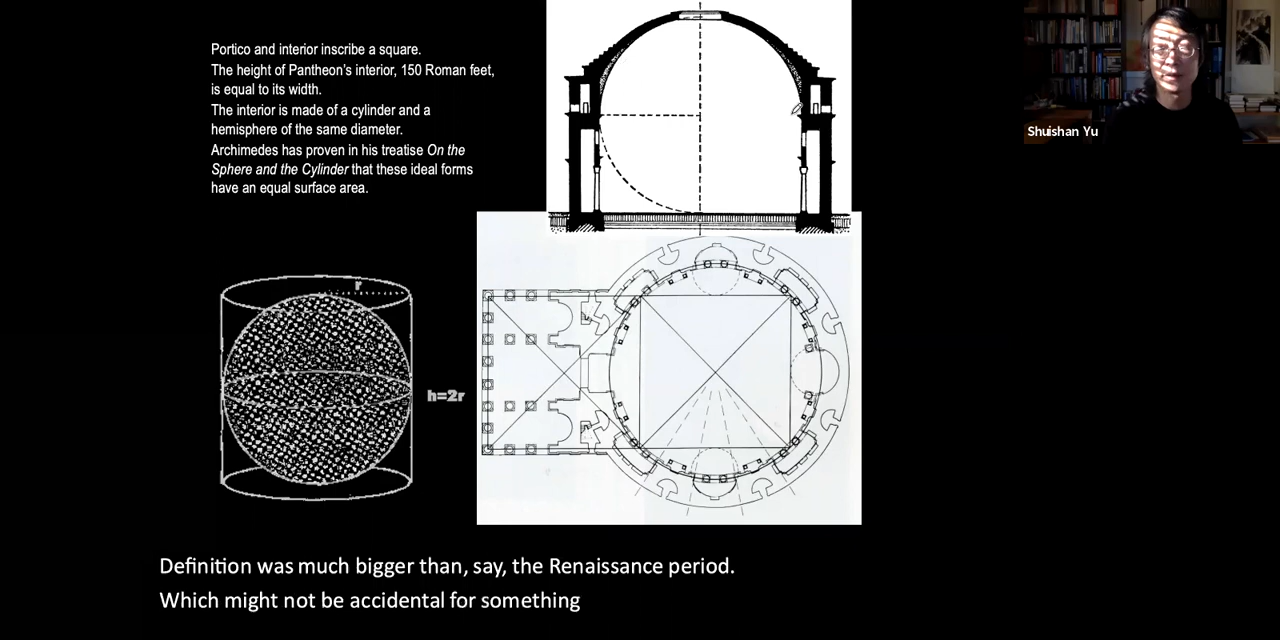 Portico and interior inscribe a square.
The height of Pantheon's interior, 150 Roman feet,
is equal to its width.
The interior is made of a cylinder and a
hemisphere of the same diameter.
Archimedes has proven in his treatise On the
Sphere and the Cylinder that these ideal forms
have an equal surface area.
Shuishan Yu
r
h=2r
Definition was much bigger than, say, the Renaissance period.
Which might not be accidental for something